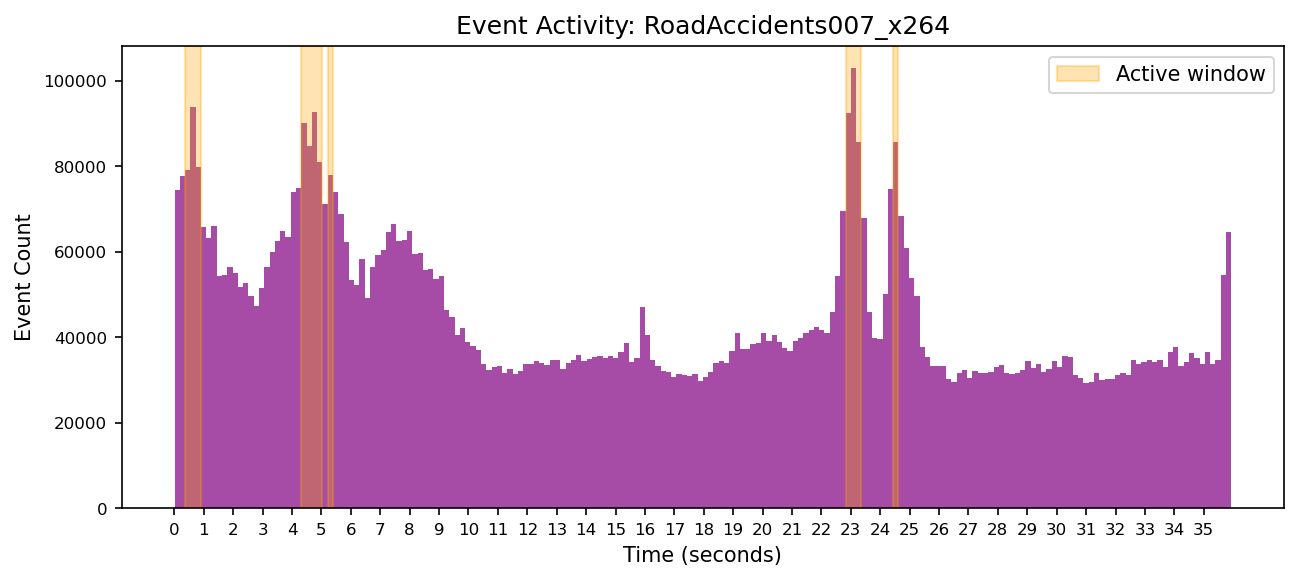 Event Activity: RoadAccidents007_x264
Active window
100000
80000
60000
40000
20000
0
Event Count
0 1 2 3 4 5 6 7 8 9 10 11 12 13 14 15 16 17 18 19 20 21 22 23 24 25 26 27 28 29 30 31 32 33 34 35
Time (seconds)